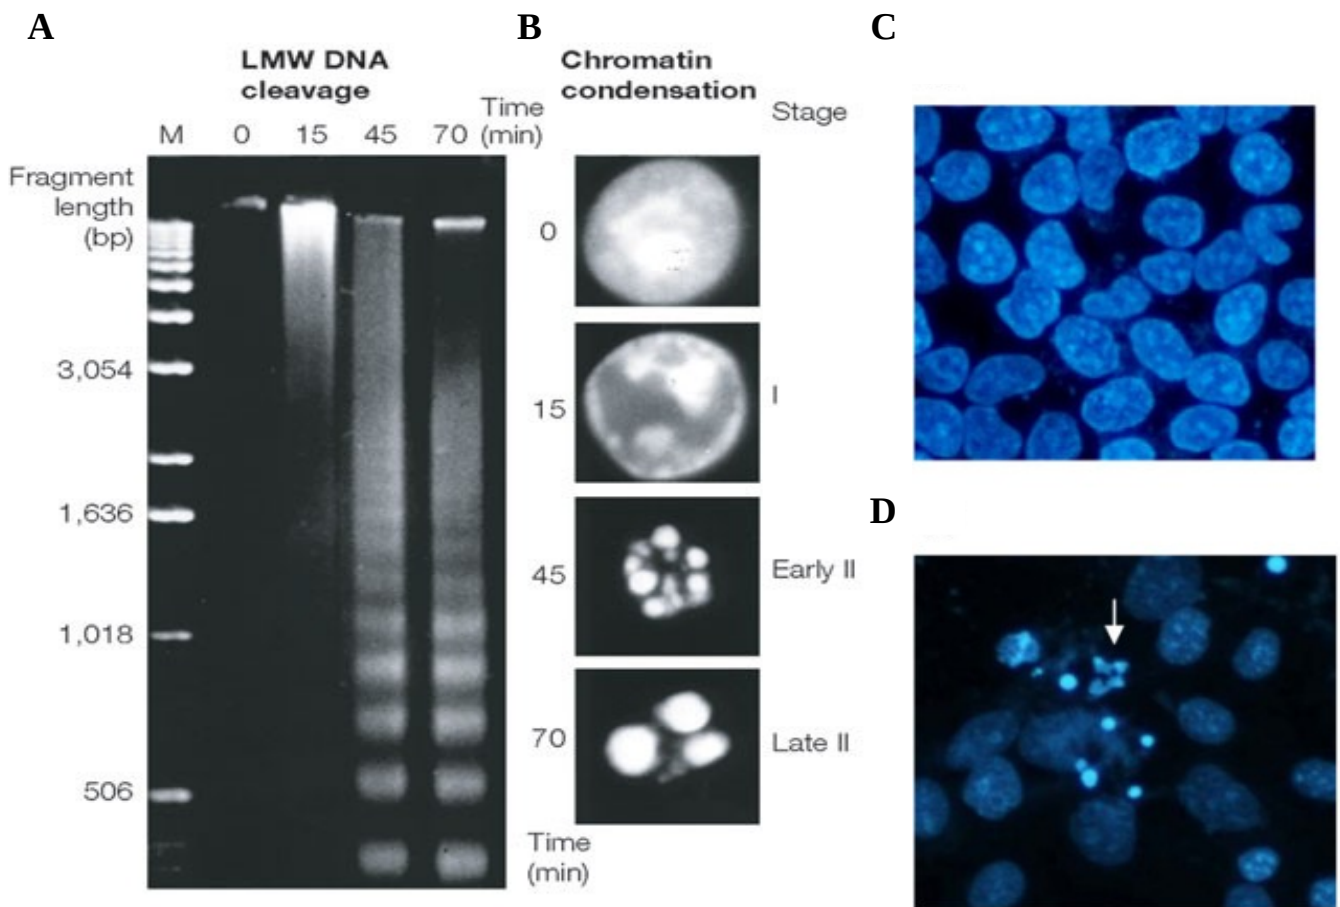 A
LMW DNA
cleavage
Time
(min)
M 0 15 45 70
Fragment
length
(bp)
3,054
1,636
1,018
506
B
Chromatin
condensation
Stage
0
15
I
45
Early II
70
Late II
Time
(min)
C
D